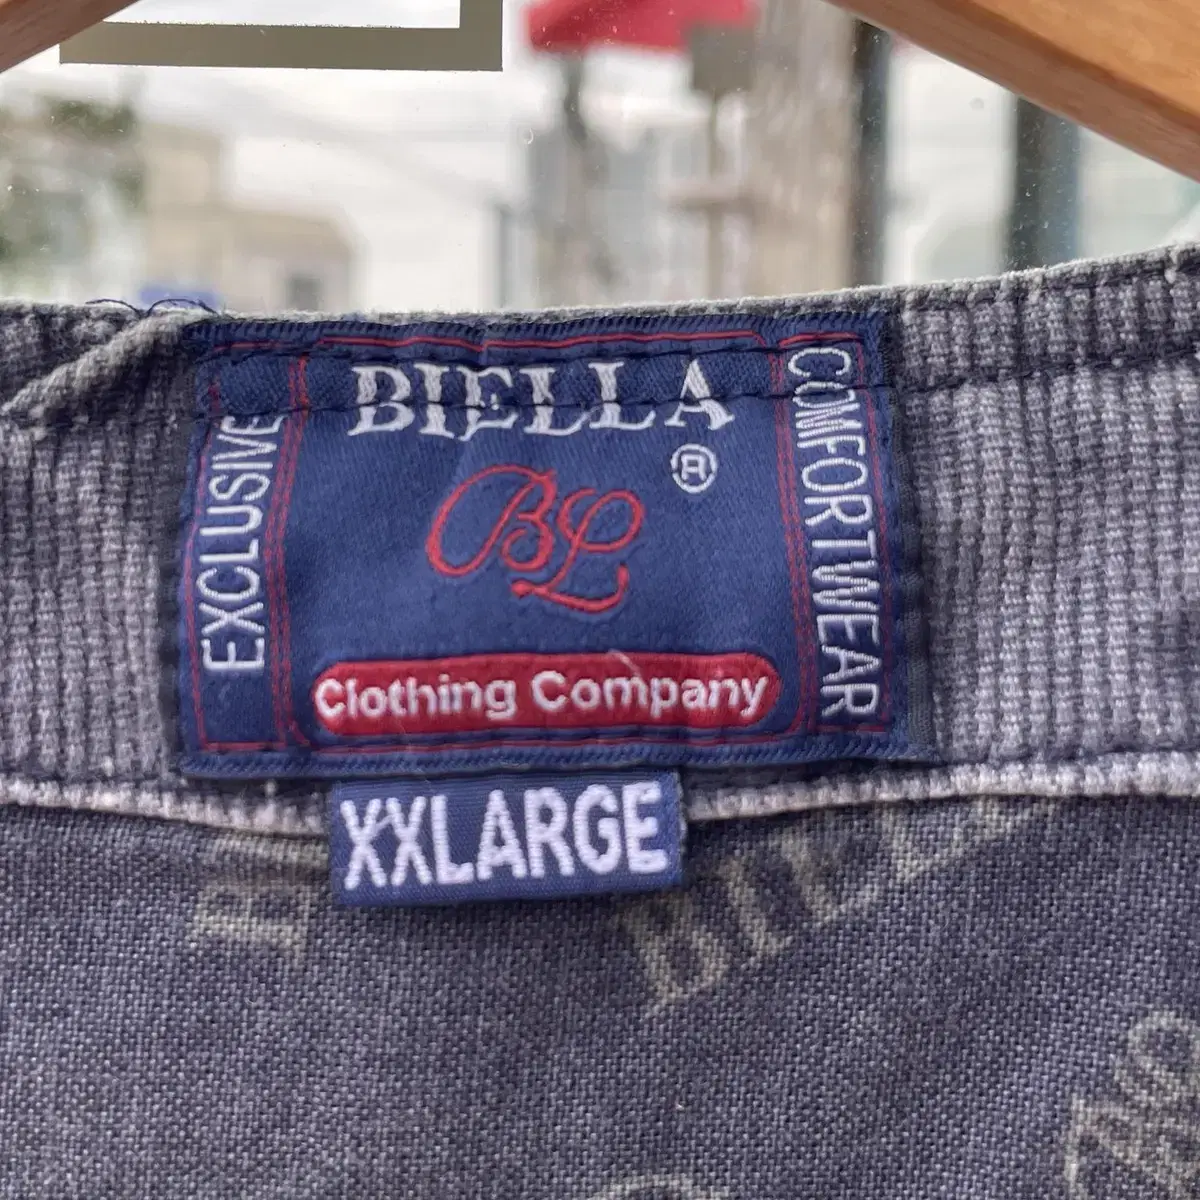 BIELLA
®
EXCLUSIVE
BL
COMFORTWEAR
Clothing Company
XXLARGE